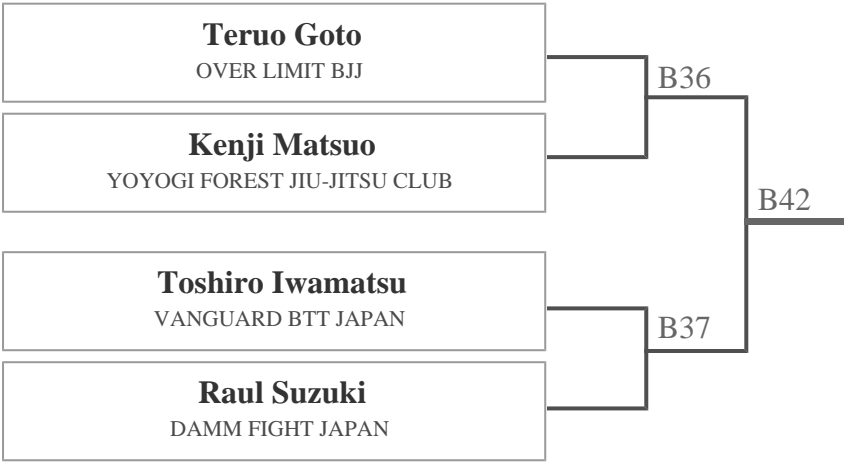 Teruo Goto
OVER LIMIT BJJ
B36
Kenji Matsuo
YOYOGI FOREST JIU-JITSU CLUB
B42
Toshiro Iwamatsu
VANGUARD BTT JAPAN
B37
Raul Suzuki
DAMM FIGHT JAPAN